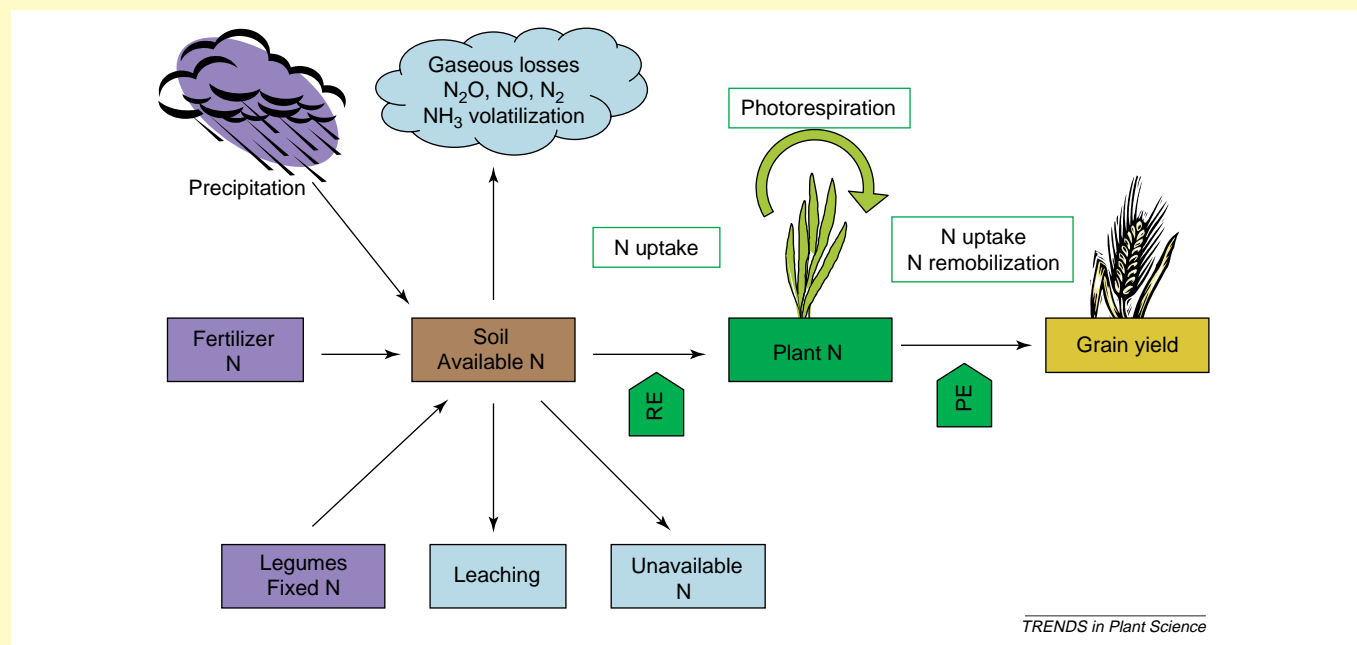 Gaseous losses
N₂O, NO, N₂
NH₃ volatilization
Photorespiration
Precipitation
N uptake
N uptake
N remobilization
Fertilizer
N
Soil
Available N
Plant N
Grain yield
RE
PE
Legumes
Fixed N
Leaching
Unavailable
N
TRENDS in Plant Science